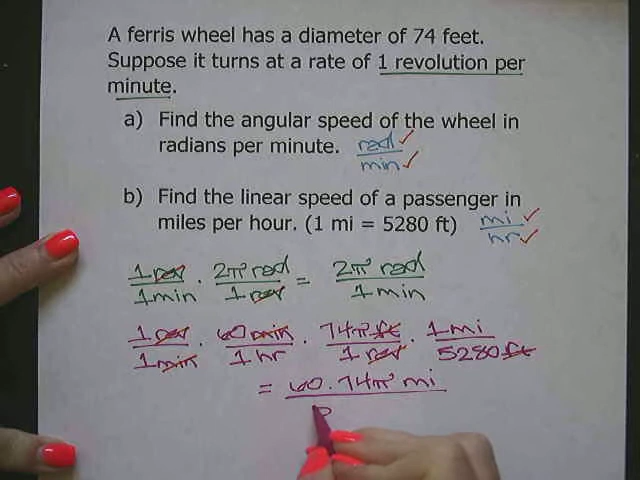 A ferris wheel has a diameter of 74 feet.
Suppose it turns at a rate of 1 revolution per
minute.
a) Find the angular speed of the wheel in
radians per minute. rad/min
b) Find the linear speed of a passenger in
miles per hour. (1 mi = 5280 ft) mi/hr
1 rev/1 min · 2π rad/1 rev = 2π rad/1 min
1 rev/1 min · 60 min/1 hr · 74π ft/1 rev · 1 mi/5280 ft
= 60 · 74π mi